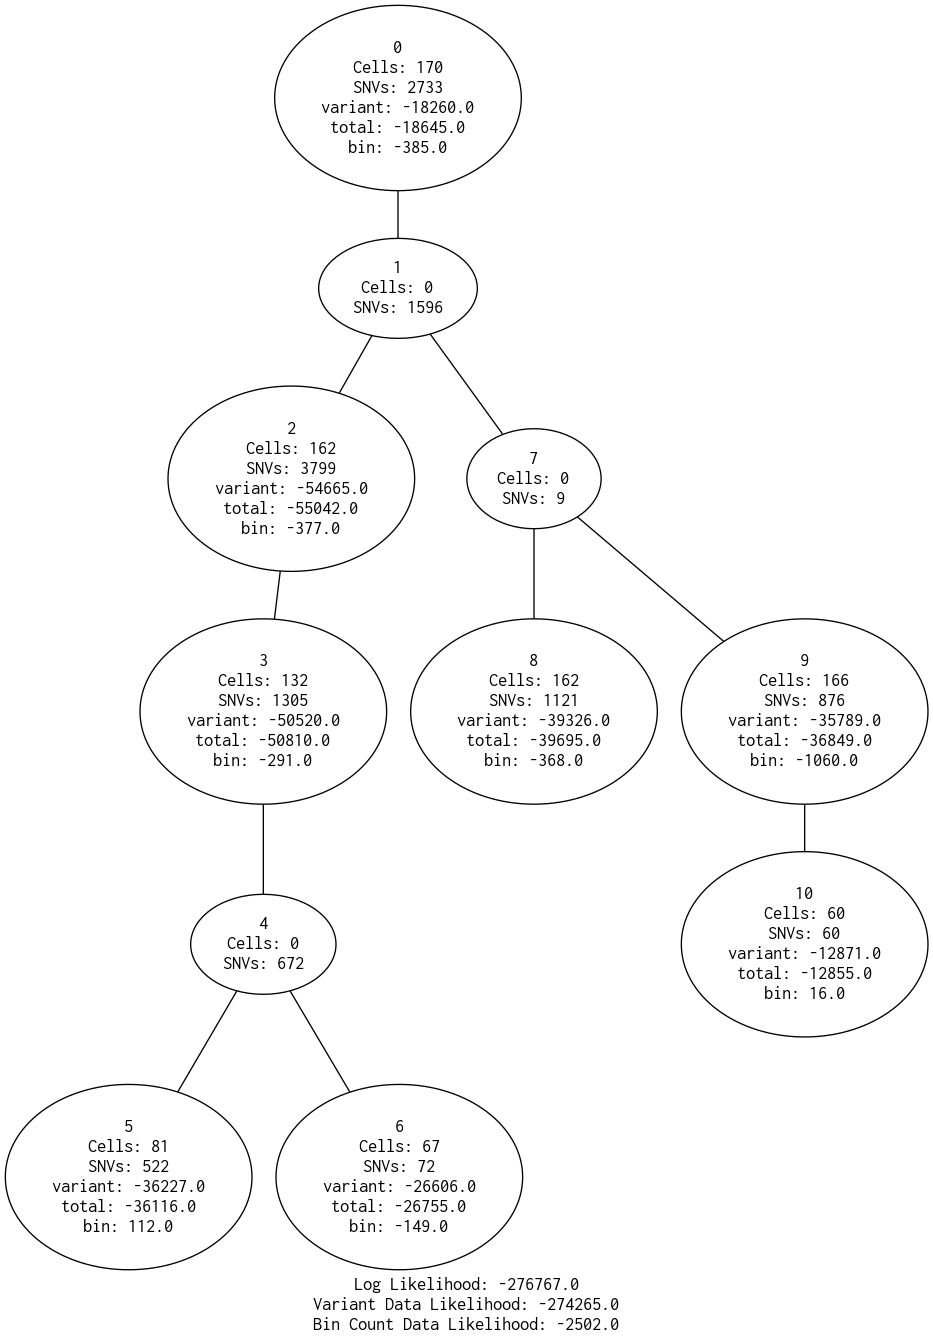 0
Cells: 170
SNVs: 2733
variant: -18260.0
total: -18645.0
bin: -385.0
1
Cells: 0
SNVs: 1596
2
Cells: 162
SNVs: 3799
variant: -54665.0
total: -55042.0
bin: -377.0
7
Cells: 0
SNVs: 9
3
Cells: 132
SNVs: 1305
variant: -50520.0
total: -50810.0
bin: -291.0
8
Cells: 162
SNVs: 1121
variant: -39326.0
total: -39695.0
bin: -368.0
9
Cells: 166
SNVs: 876
variant: -35789.0
total: -36849.0
bin: -1060.0
4
Cells: 0
SNVs: 672
10
Cells: 60
SNVs: 60
variant: -12871.0
total: -12855.0
bin: 16.0
5
Cells: 81
SNVs: 522
variant: -36227.0
total: -36116.0
bin: 112.0
6
Cells: 67
SNVs: 72
variant: -26606.0
total: -26755.0
bin: -149.0
Log Likelihood: -276767.0
Variant Data Likelihood: -274265.0
Bin Count Data Likelihood: -2502.0